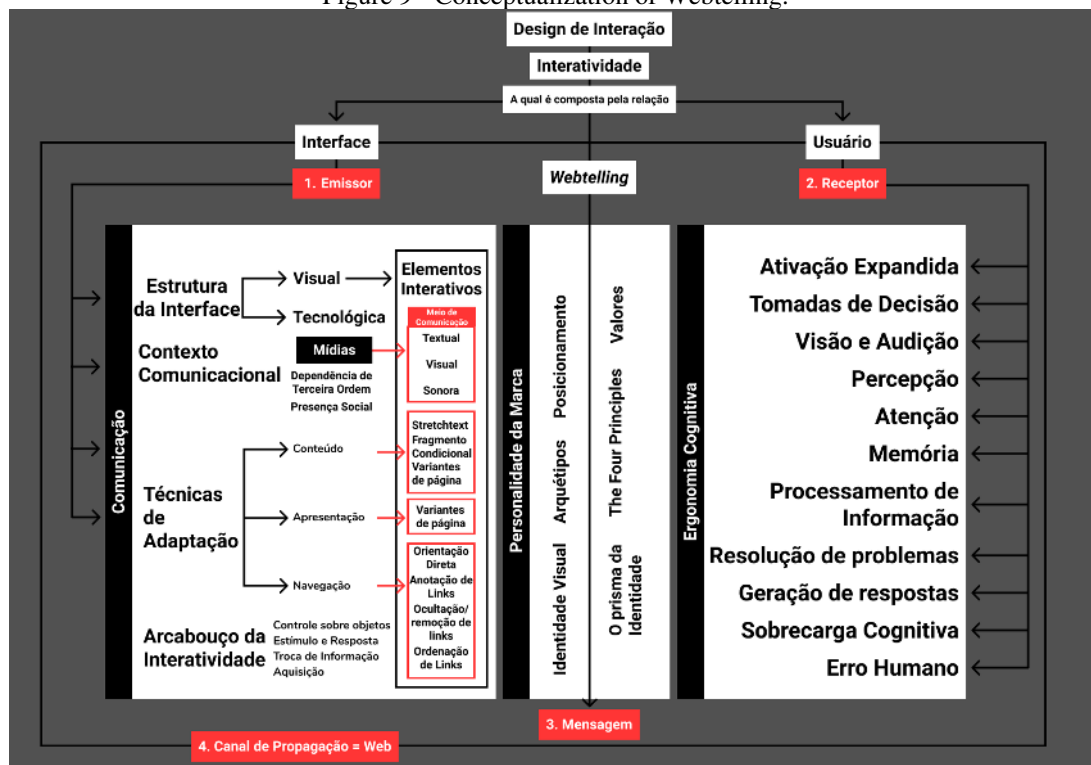 Figure 9 - Conceptualization of Webtelling.
Design de Interação
Interatividade
A qual é composta pela relação
Interface
Usuário
1. Emissor
Webtelling
2. Receptor
Comunicação
Estrutura
da Interface
Visual
Tecnológica
Elementos
Interativos
Meio de
Comunicação
Textual
Visual
Sonora
Contexto
Comunicacional
Mídias
Dependência de
Terceira Ordem
Presença Social
Técnicas
de
Adaptação
Conteúdo
Stretchtext
Fragmento
Condicional
Variantes
de página
Apresentação
Variantes
de página
Navegação
Orientação
Direta
Anotação de
Links
Ocultação/
remoção de
links
Ordenação
de Links
Arcabouço da
Interatividade
Controle sobre objetos
Estímulo e Resposta
Troca de Informação
Aquisição
Personalidade da Marca
Identidade Visual
Arquétipos
Posicionamento
O prisma da
Identidade
The Four Principles
Valores
Ergonomia Cognitiva
Ativação Expandida
Tomadas de Decisão
Visão e Audição
Percepção
Atenção
Memória
Processamento de
Informação
Resolução de problemas
Geração de respostas
Sobrecarga Cognitiva
Erro Humano
3. Mensagem
4. Canal de Propagação = Web